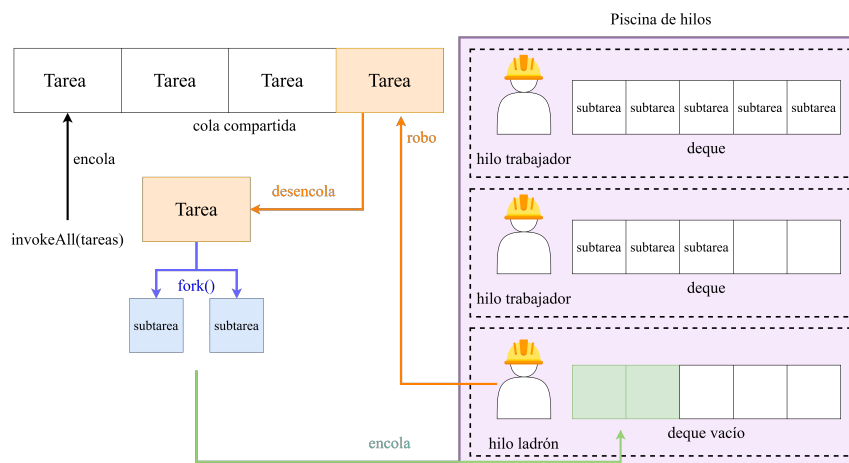 Piscina de hilos
Tarea Tarea Tarea Tarea
cola compartida
encola
invokeAll(tareas)
desencola
robo
Tarea
fork()
subtarea subtarea
encola
subtarea subtarea subtarea subtarea subtarea
deque
hilo trabajador
subtarea subtarea subtarea
deque
hilo trabajador
deque vacío
hilo ladrón